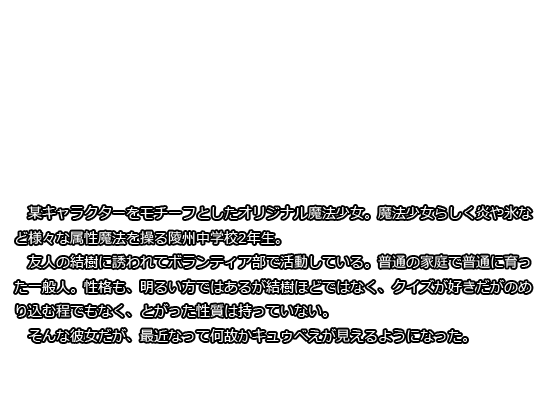 某キャラクターをモチーフとしたオリジナル魔法少女。魔法少女らしく炎や氷な
ど様々な属性魔法を操る陵州中学校2年生。
　友人の結樹に誘われてボランティア部で活動している。普通の家庭で普通に育っ
た一般人。性格も、明るい方ではあるが結樹ほどではなく、クイズが好きだがのめ
り込む程でもなく、とがった性質は持っていない。
　そんな彼女だが、最近なって何故かキュゥべえが見えるようになった。